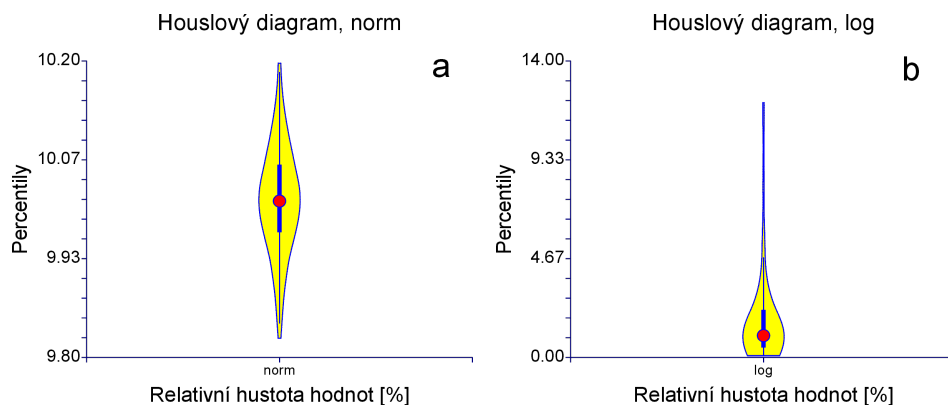 Houslový diagram, norm
a
10.20
10.07
9.93
9.80
Percentily
norm
Relativní hustota hodnot [%]
Houslový diagram, log
b
14.00
9.33
4.67
0.00
Percentily
log
Relativní hustota hodnot [%]